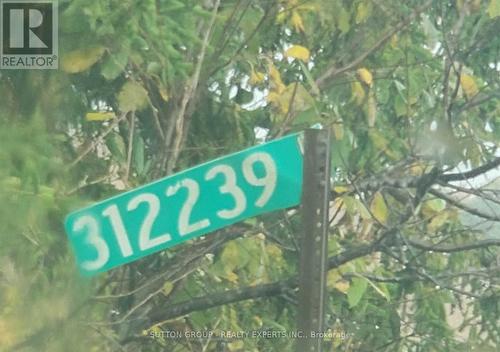 R
REALTOR®
312239
SUTTON GROUP - REALTY EXPERTS INC., Brokerage